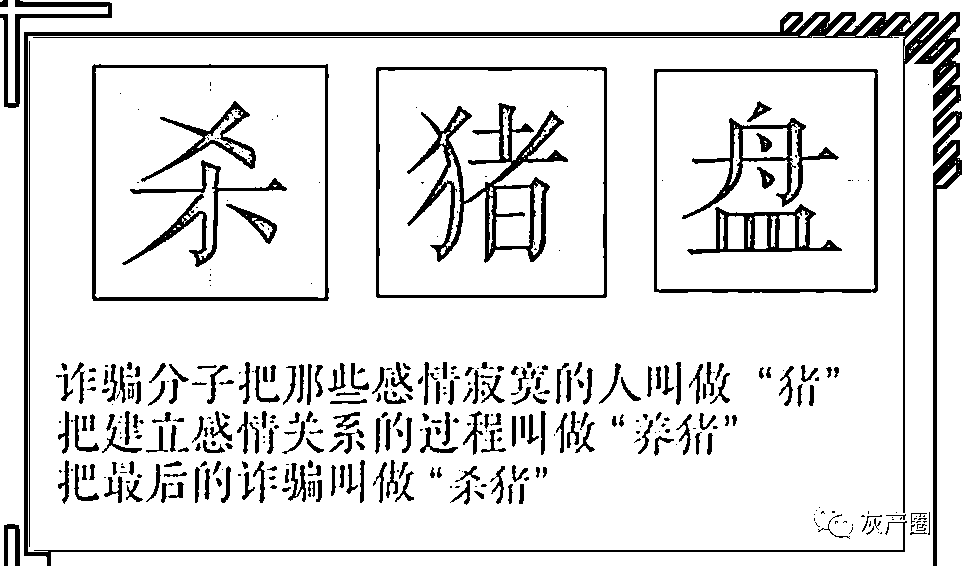 杀猪盘
诈骗分子把那些感情寂寞的人叫做“猪”
把建立感情关系的过程叫做“养猪”
把最后的诈骗叫做“杀猪”
灰产圈